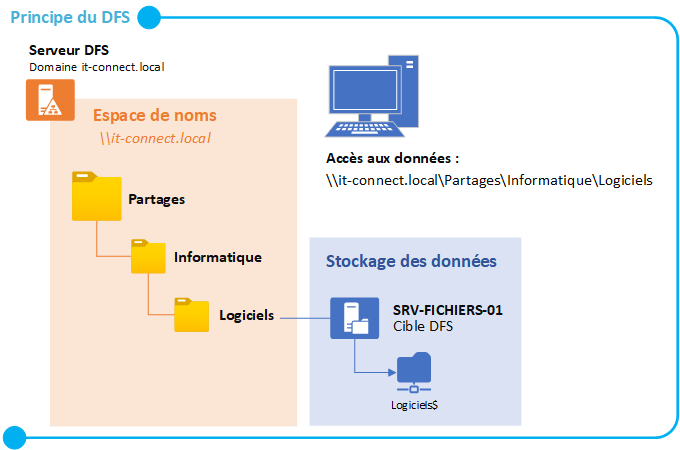 Principe du DFS
Serveur DFS
Domaine it-connect.local
Espace de noms
\\it-connect.local
Partages
Informatique
Logiciels
Accès aux données :
\\it-connect.local\Partages\Informatique\Logiciels
Stockage des données
SRV-FICHIERS-01
Cible DFS
Logiciels$